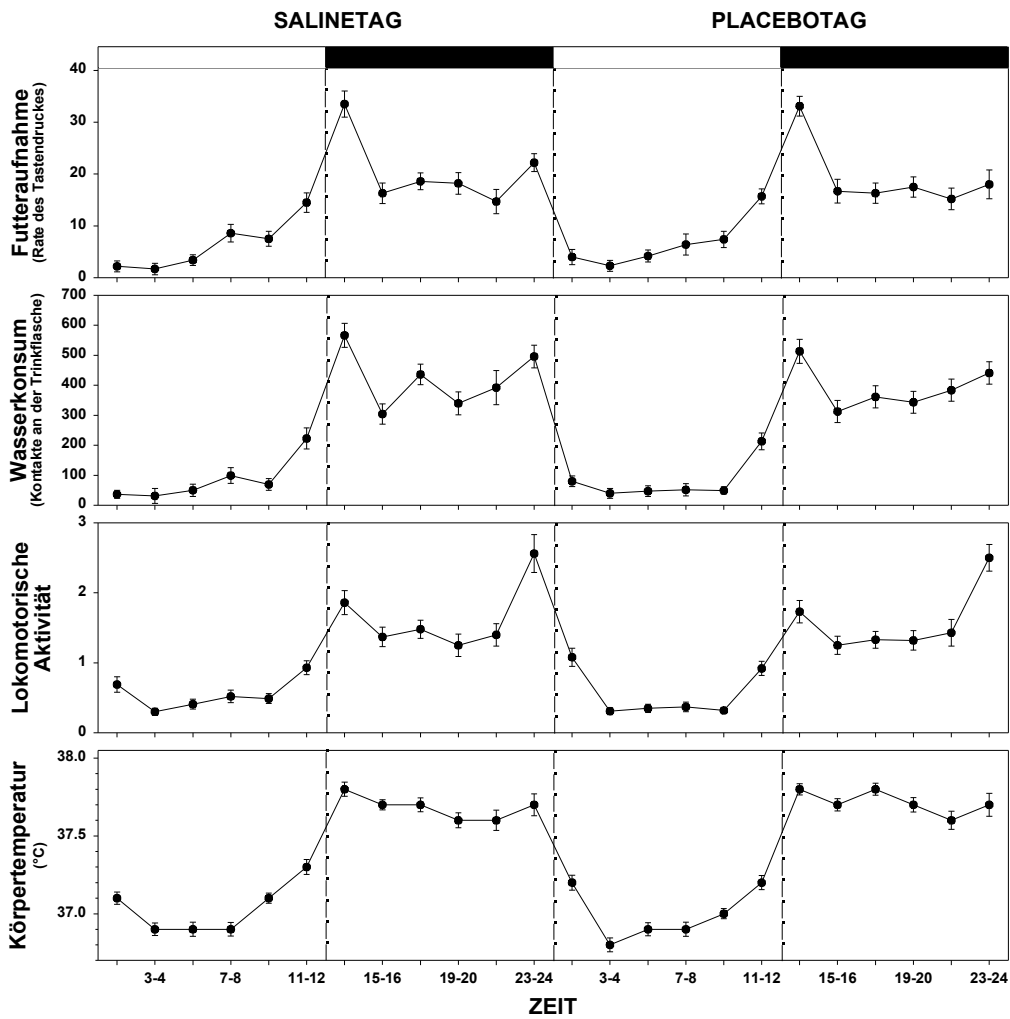 SALINETAG
PLACEBOTAG
Futteraufnahme
(Rate des Tastendruckes)
40
30
20
10
0
Wasserkonsum
(Kontakte an der Trinkflasche)
700
600
500
400
300
200
100
0
Lokomotorische
Aktivität
3
2
1
0
Körpertemperatur
(°C)
38.0
37.5
37.0
3-4 7-8 11-12 15-16 19-20 23-24 3-4 7-8 11-12 15-16 19-20 23-24
ZEIT